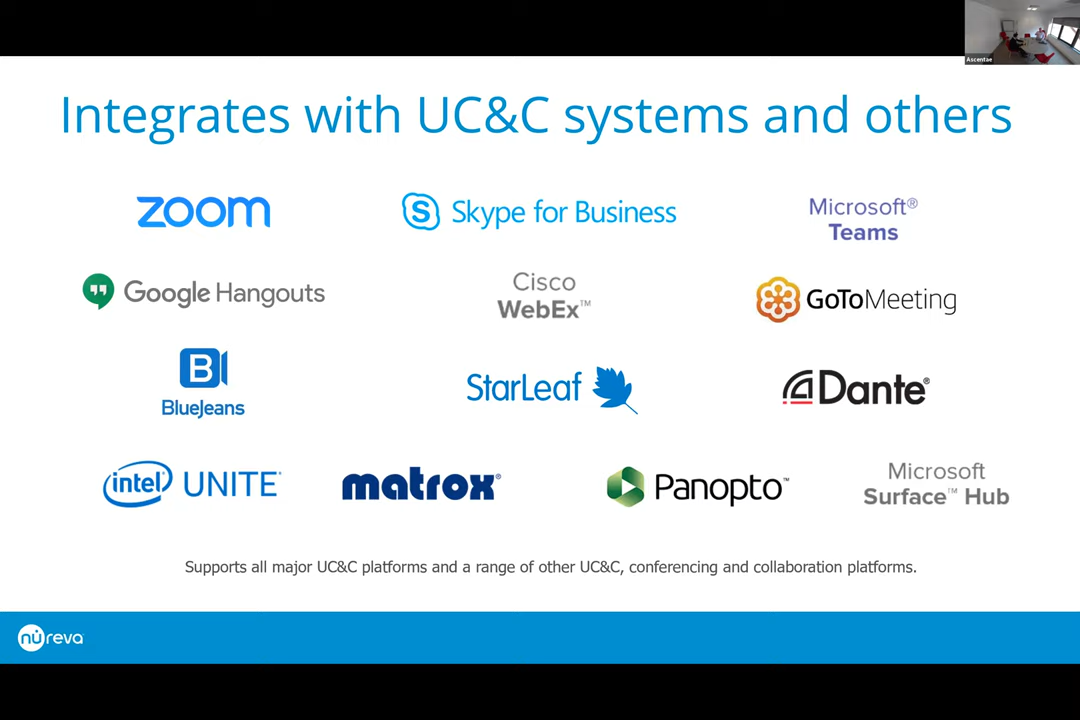 Ascentae
Integrates with UC&C systems and others
zoom
Skype for Business
Microsoft®
Teams
Google Hangouts
Cisco
WebEx™
GoToMeeting
B
BlueJeans
StarLeaf
Dante®
intel UNITE
matrox®
Panopto™
Microsoft
Surface™ Hub
Supports all major UC&C platforms and a range of other UC&C, conferencing and collaboration platforms.
nureva